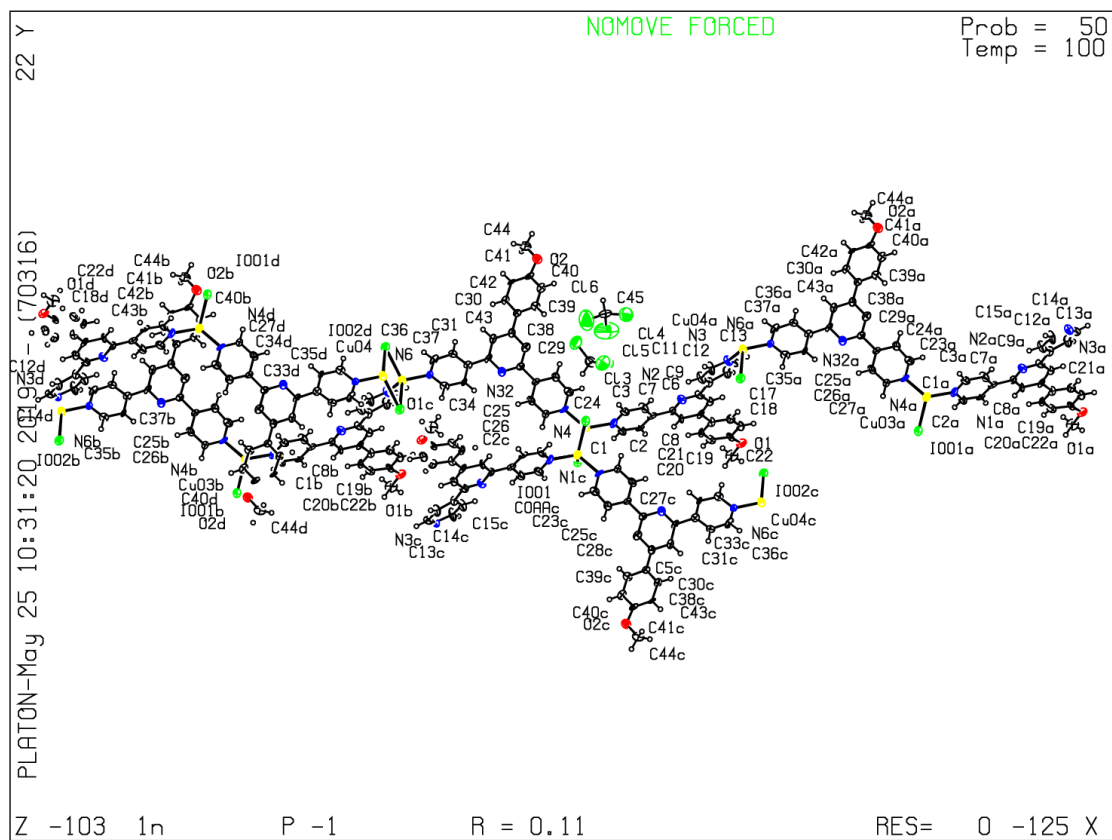 NOMOVE FORCED
Prob = 50
Temp = 100
22 Y
PLATON-May 25 10:31:20 2019 - (70316)
C44a
O2a
C41a
C40a
C42a
C30a
C43a
C39a
C36a
C37a
C38a
C29a
C24a
C23a
C3a
C7a
C15a
C14a
C13a
C12a
N2a
C9a
N3a
C21a
C1a
N32a
C35a
C25a
C26a
C27a
N4a
Cu03a
C2a
I001a
N1a
C8a
C19a
C20a
C22a
O1a
Cu04a
N6a
N3
C13
C11
C12
C17
C18
C9
C6
N2
C7
O1
C22
C19
C20
C21
C8
C2
C1
N4
C24
Cl6
C45
Cl4
Cl5
Cl3
C44
O2
C41
C40
C42
C30
C39
C43
C38
C29
C31
C37
C36
I002d
N6
Cu04
C34
N32
C25
C26
C2c
O1c
N1c
I001
C0AAc
C23c
C15c
C14c
N3c
C13c
C25c
C28c
C27c
C5c
C33c
C31c
N6c
C36c
Cu04c
I002c
C39c
C30c
C38c
C43c
C40c
O2c
C41c
C44c
C44b
O2b
I001d
C41b
C42b
C40b
C43b
N4d
C27d
C34d
C35d
C33d
C22d
O1d
C18d
C12d
N3d
C14d
N6b
C35b
I002b
C37b
C25b
C26b
N4b
Cu03b
C40d
I001b
O2d
C44d
C1b
C8b
C19b
C20b
C22b
O1b
Z -103 1n
P -1
R = 0.11
RES= 0 -125 X